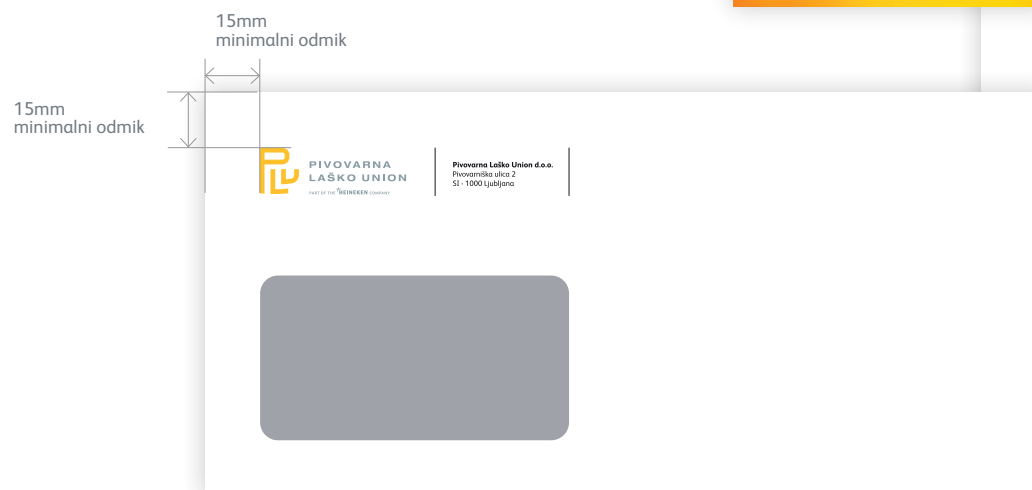 15mm
minimalni odmik
15mm
minimalni odmik
PLU
PIVOVARNA
LAŠKO UNION
PART OF THE HEINEKEN COMPANY
Pivovarna Laško Union d.o.o.
Pivovarniška ulica 2
SI - 1000 Ljubljana